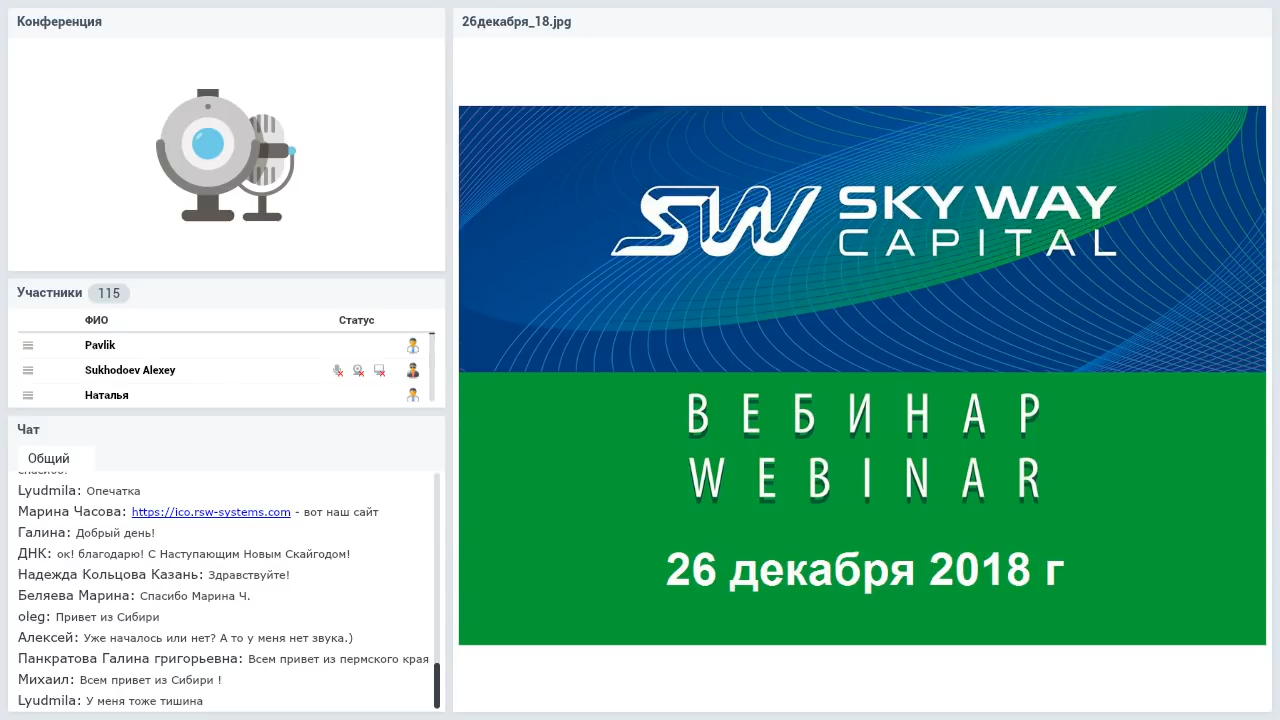 Конференция
Участники 115
ФИО Статус
Pavlik
Sukhodoev Alexey
Наталья
Чат
Общий
спасибо!
Lyudmila: Опечатка
Марина Часова: https://ico.rsw-systems.com - вот наш сайт
Галина: Добрый день!
ДНК: ок! благодарю! С Наступающим Новым Скайгодом!
Надежда Кольцова Казань: Здравствуйте!
Беляева Марина: Спасибо Марина Ч.
oleg: Привет из Сибири
Алексей: Уже началось или нет? А то у меня нет звука.)
Панкратова Галина григорьевна: Всем привет из пермского края
Михаил: Всем привет из Сибири !
Lyudmila: У меня тоже тишина
26декабря_18.jpg
SW SKY WAY
CAPITAL
ВЕБИНАР
WEBINAR
26 декабря 2018 г